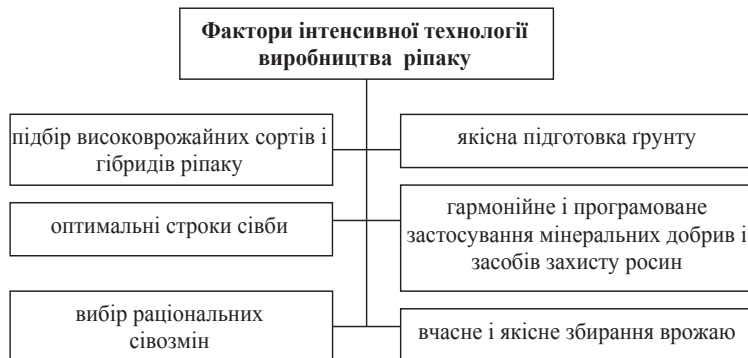 Фактори інтенсивної технології
виробництва ріпаку
підбір високоврожайних сортів і
гібридів ріпаку
якісна підготовка ґрунту
оптимальні строки сівби
гармонійне і програмоване
застосування мінеральних добрив і
засобів захисту росин
вибір раціональних
сівозмін
вчасне і якісне збирання врожаю